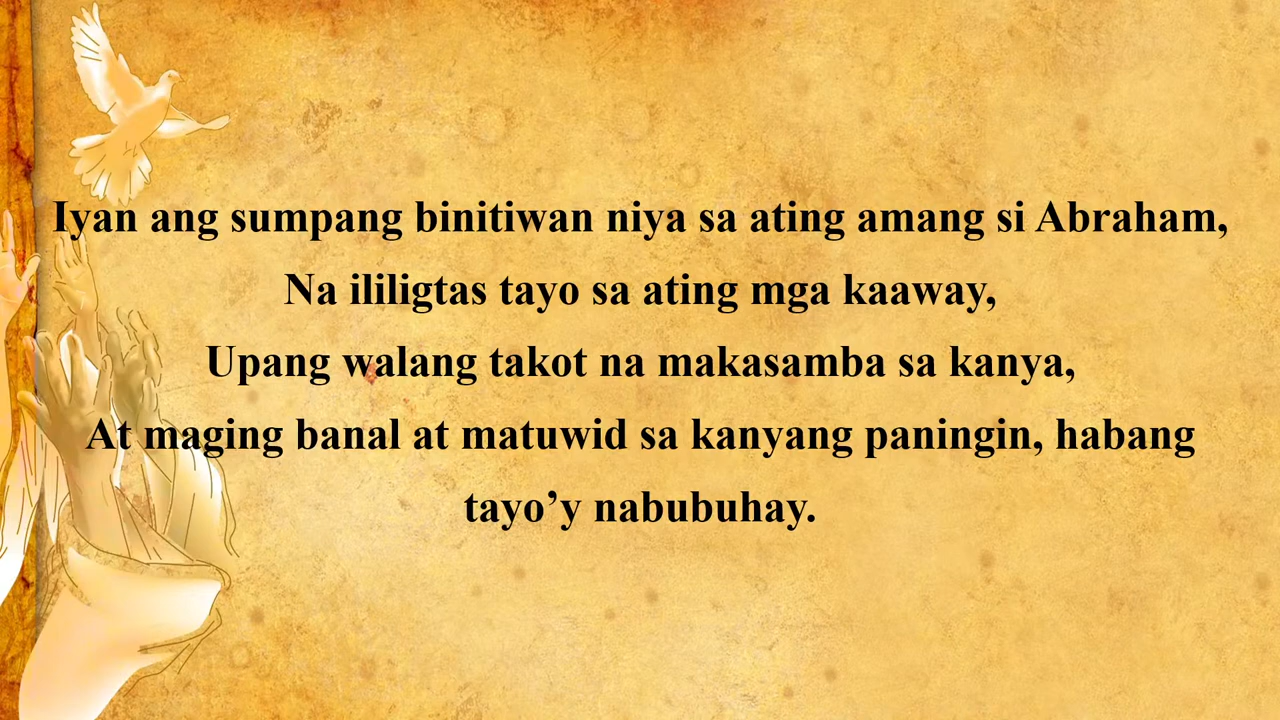 Iyan ang sumpang binitiwan niya sa ating amang si Abraham,
Na ililigtas tayo sa ating mga kaaway,
Upang walang takot na makasamba sa kanya,
At maging banal at matuwid sa kanyang paningin, habang
tayo’y nabubuhay.